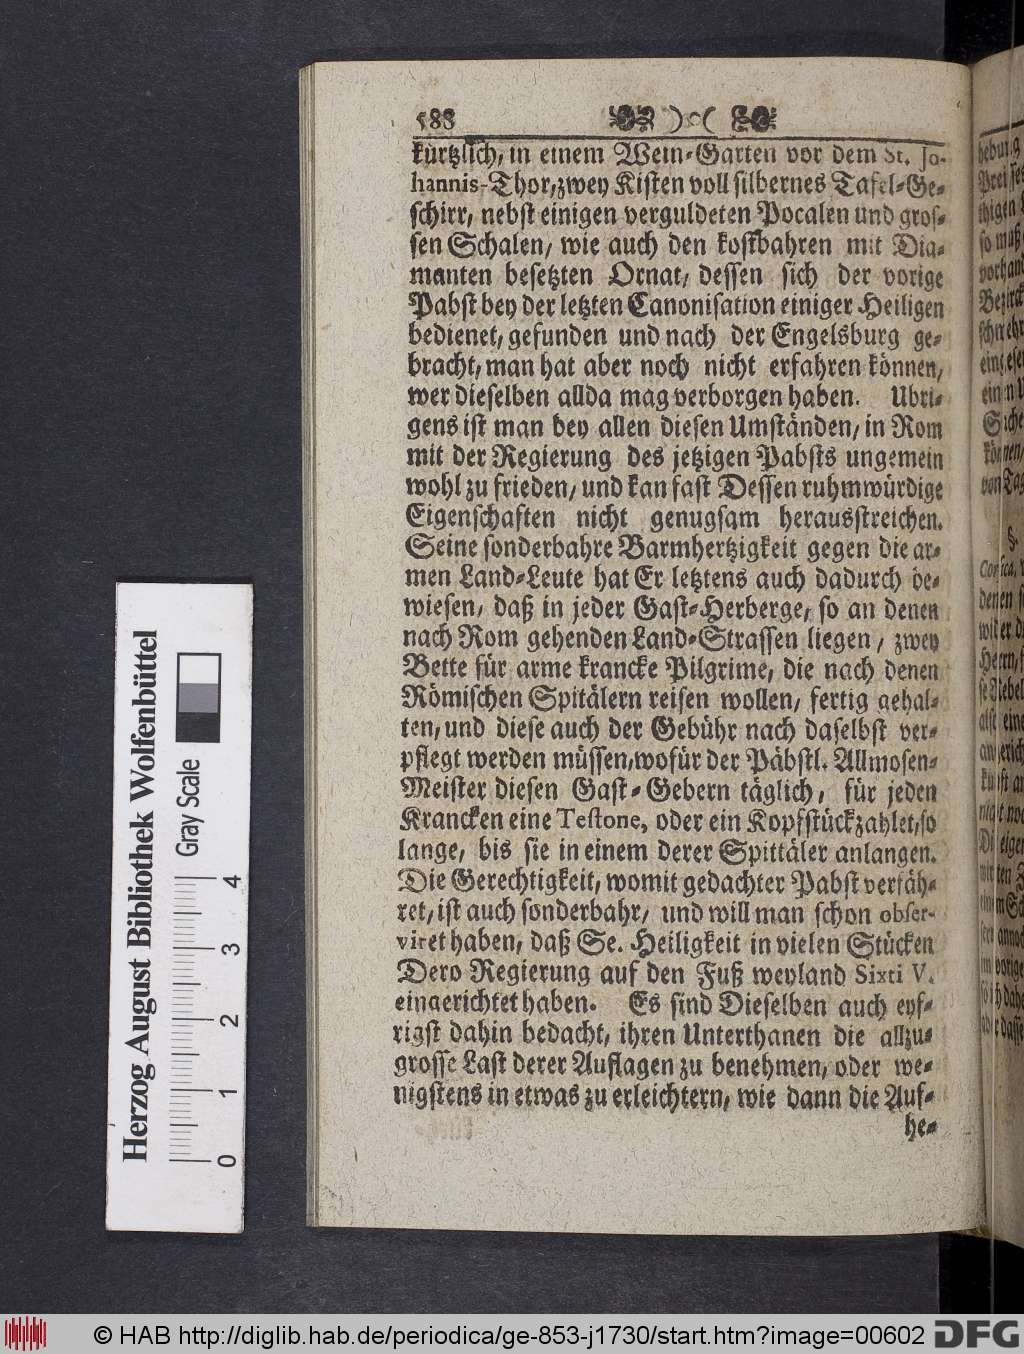 588
kürtzlich, in einem Wein-Garten vor dem St. Jo-
hannis-Thor, zwey Kisten voll silbernes Tafel-Ge-
schirr, nebst einigen verguldeten Pocalen und gros-
sen Schalen, wie auch den kostbahren mit Dia-
manten besetzten Ornat, dessen sich der vorige
Pabst bey der letzten Canonisation einiger Heiligen
bedienet, gefunden und nach der Engelsburg ge-
bracht, man hat aber noch nicht erfahren können,
wer dieselben allda mag verborgen haben. Ubri-
gens ist man bey allen diesen Umständen, in Rom
mit der Regierung des jetzigen Pabsts ungemein
wohl zu frieden, und kan fast Dessen ruhmwürdige
Eigenschaften nicht genugsam herausstreichen.
Seine sonderbahre Barmhertzigkeit gegen die ar-
men Land-Leute hat Er letztens auch dadurch be-
wiesen, daß in jeder Gast-Herberge, so an denen
nach Rom gehenden Land-Strassen liegen, zwey
Bette für arme krancke Pilgrime, die nach denen
Römischen Spitälern reisen wollen, fertig gehal-
ten, und diese auch der Gebühr nach daselbst ver-
pflegt werden müssen, wofür der Päbstl. Allmosen-
Meister diesen Gast-Gebern täglich, für jeden
Krancken eine Testone, oder ein Kopfstück zahlet, so
lange, bis sie in einem derer Spittäler anlangen.
Die Gerechtigkeit, womit gedachter Pabst verfäh-
ret, ist auch sonderbahr, und will man schon obser-
viret haben, daß Se. Heiligkeit in vielen Stücken
Dero Regierung auf den Fuß weyland Sixti V.
eingerichtet haben. Es sind Dieselben auch eyf-
rigst dahin bedacht, ihren Unterthanen die allzu-
grosse Last derer Auflagen zu benehmen, oder we-
nigstens in etwas zu erleichtern, wie dann die Auf-
he-
Herzog August Bibliothek Wolfenbüttel
Gray Scale
0 1 2 3 4
© HAB http://diglib.hab.de/periodica/ge-853-j1730/start.htm?image=00602
DFG